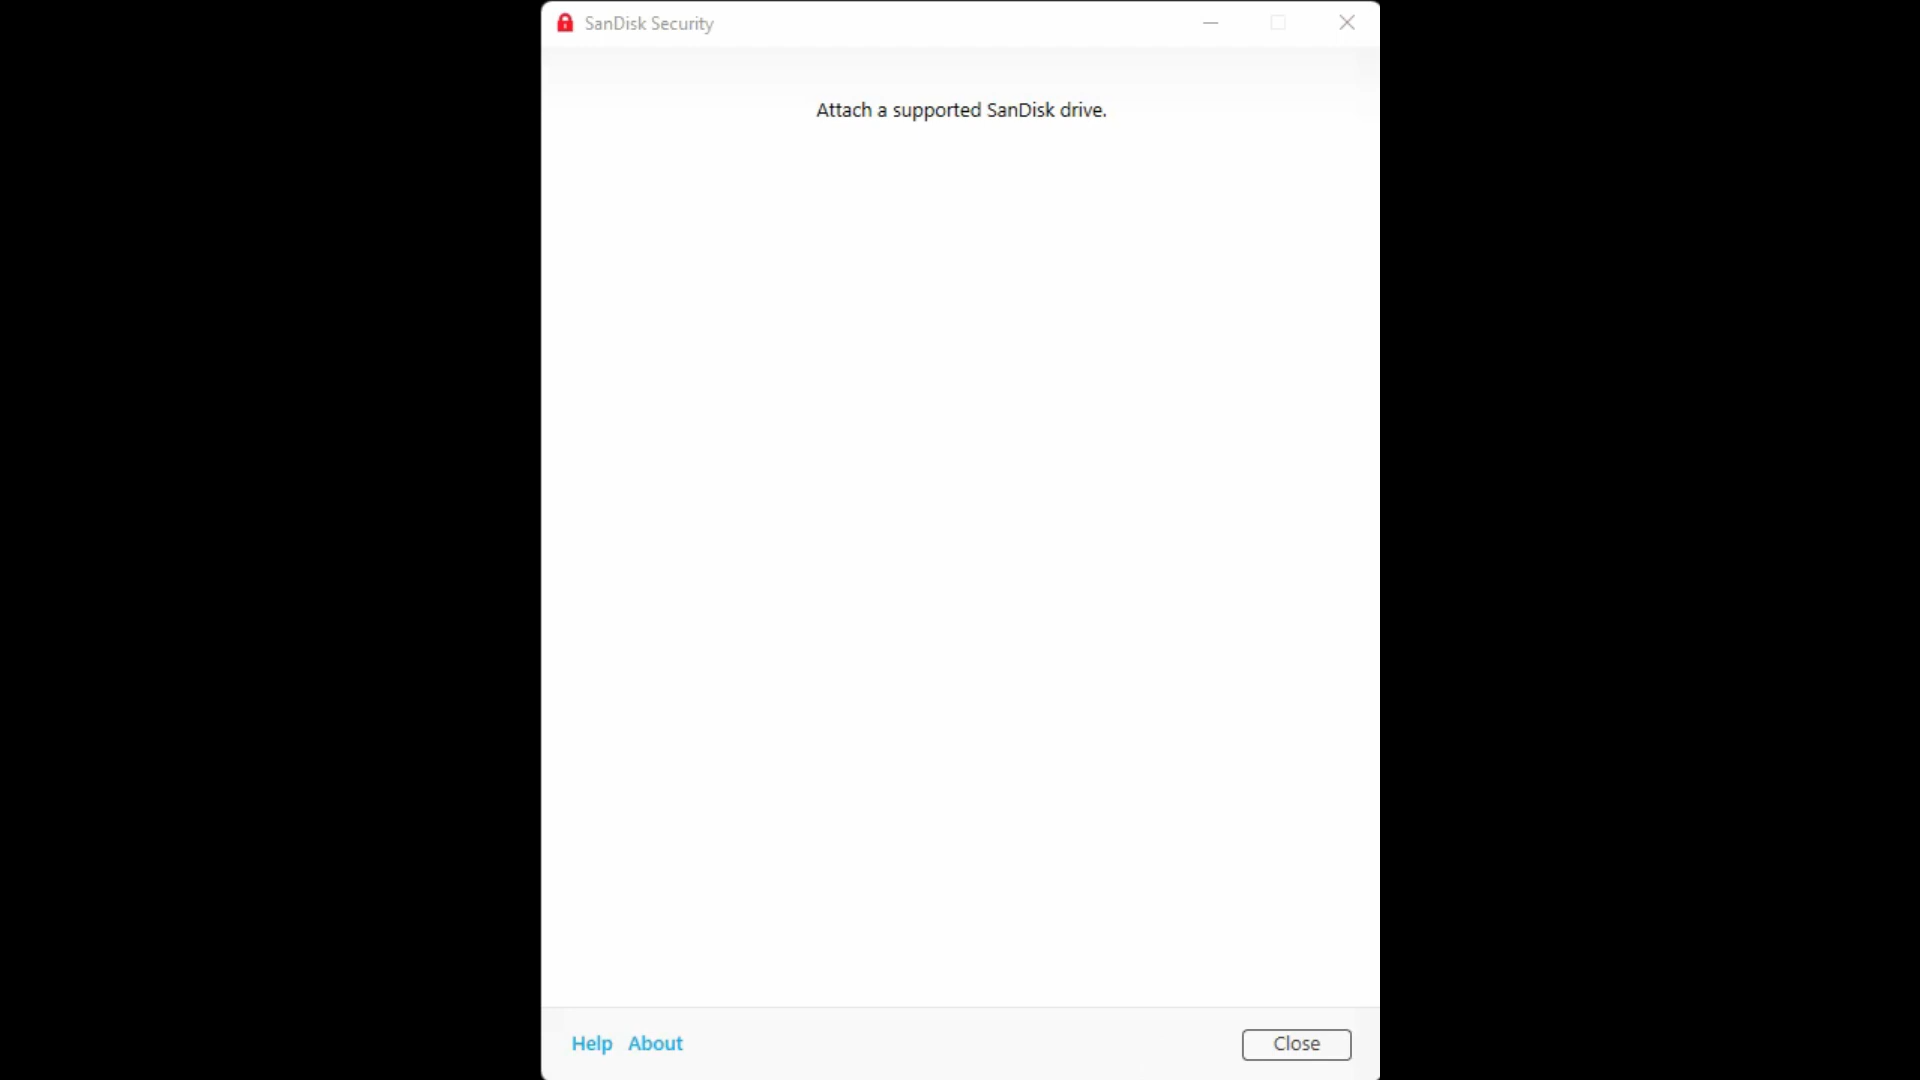 SanDisk Security
Attach a supported SanDisk drive.
Help About
Close